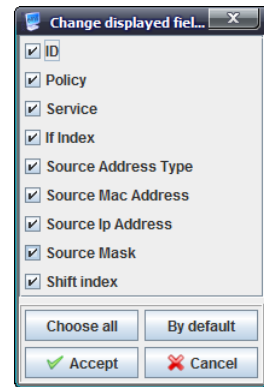 Change displayed fiel...
ID
Policy
Service
If Index
Source Address Type
Source Mac Address
Source Ip Address
Source Mask
Shift index
Choose all
By default
Accept
Cancel